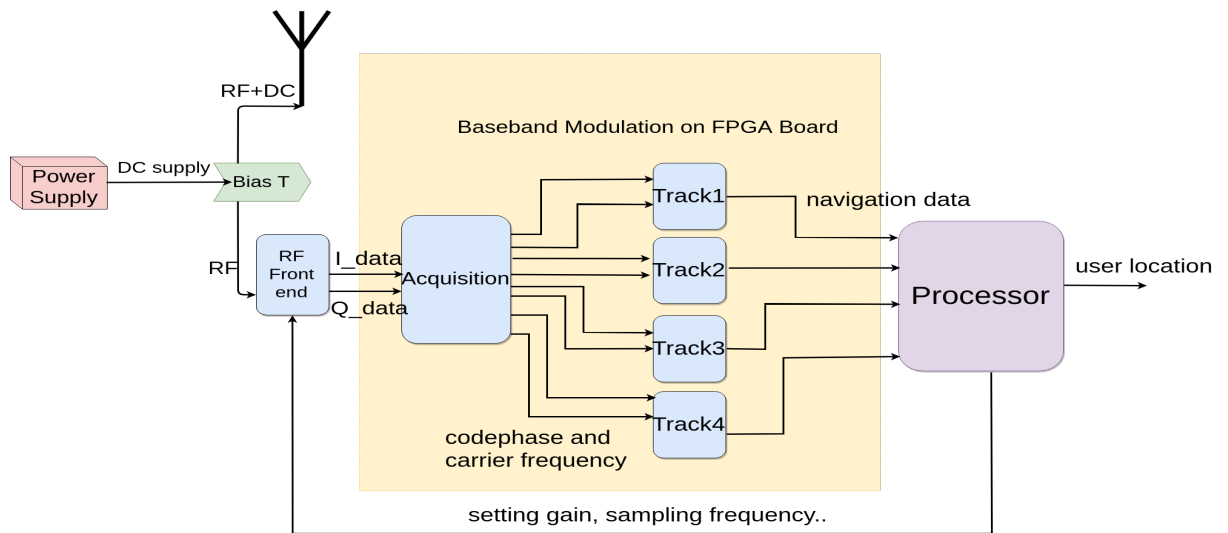 RF+DC
Baseband Modulation on FPGA Board
DC supply
Power
Supply
Bias T
Track1
navigation data
RF
RF
Front
end
I_data
Q_data
Acquisition
Track2
Processor
user location
Track3
Track4
codephase and
carrier frequency
setting gain, sampling frequency..